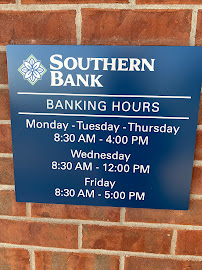 SOUTHERN
BANK
BANKING HOURS
Monday - Tuesday - Thursday
8:30 AM - 4:00 PM
Wednesday
8:30 AM - 12:00 PM
Friday
8:30 AM - 5:00 PM